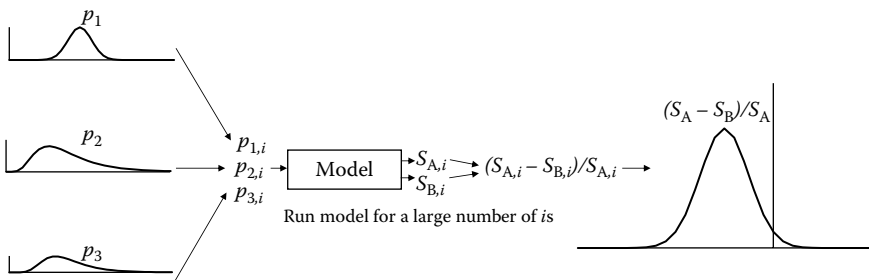 p1
p2
p3
p1,i
p2,i
p3,i
Model
SA,i
SB,i
(SA,i – SB,i)/SA,i
(SA – SB)/SA
Run model for a large number of is